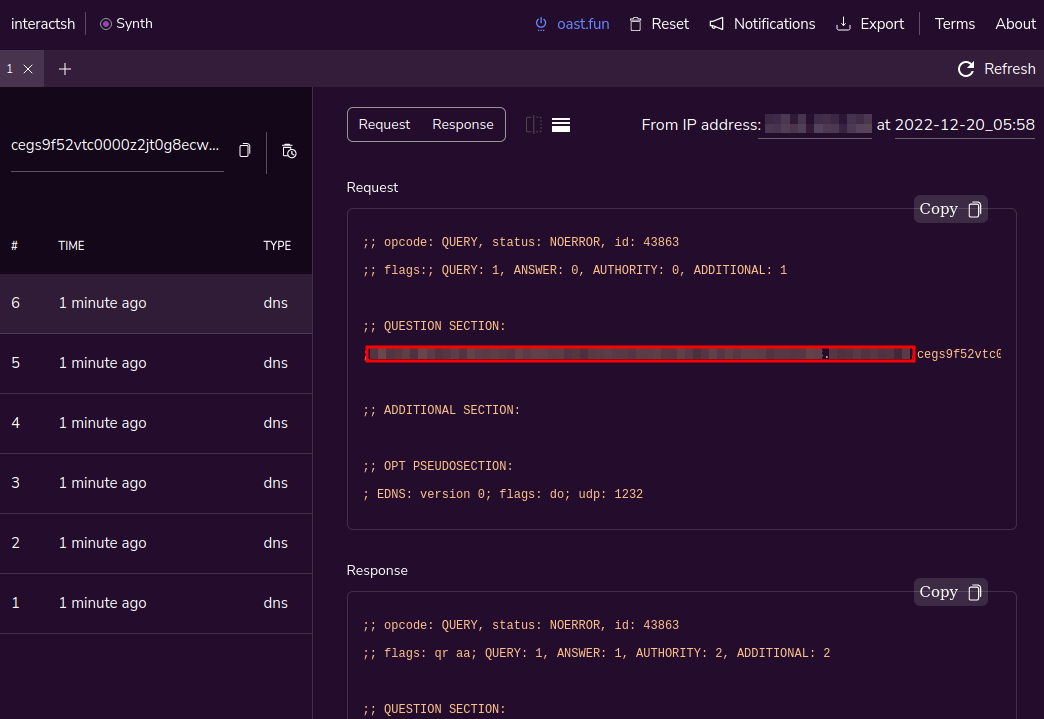 interactsh Synth oast.fun Reset Notifications Export Terms About
1 Refresh
Request Response From IP address: at 2022-12-20_05:58
cegs9f52vtc0000z2jt0g8ecw...
Request
Copy
# TIME TYPE
;; opcode: QUERY, status: NOERROR, id: 43863
;; flags:; QUERY: 1, ANSWER: 0, AUTHORITY: 0, ADDITIONAL: 1
6 1 minute ago dns
;; QUESTION SECTION:
cegs9f52vtc0
5 1 minute ago dns
;; ADDITIONAL SECTION:
4 1 minute ago dns
;; OPT PSEUDOSECTION:
3 1 minute ago dns
; EDNS: version 0; flags: do; udp: 1232
2 1 minute ago dns
Response
Copy
1 1 minute ago dns
;; opcode: QUERY, status: NOERROR, id: 43863
;; flags: qr aa; QUERY: 1, ANSWER: 1, AUTHORITY: 2, ADDITIONAL: 2
;; QUESTION SECTION: